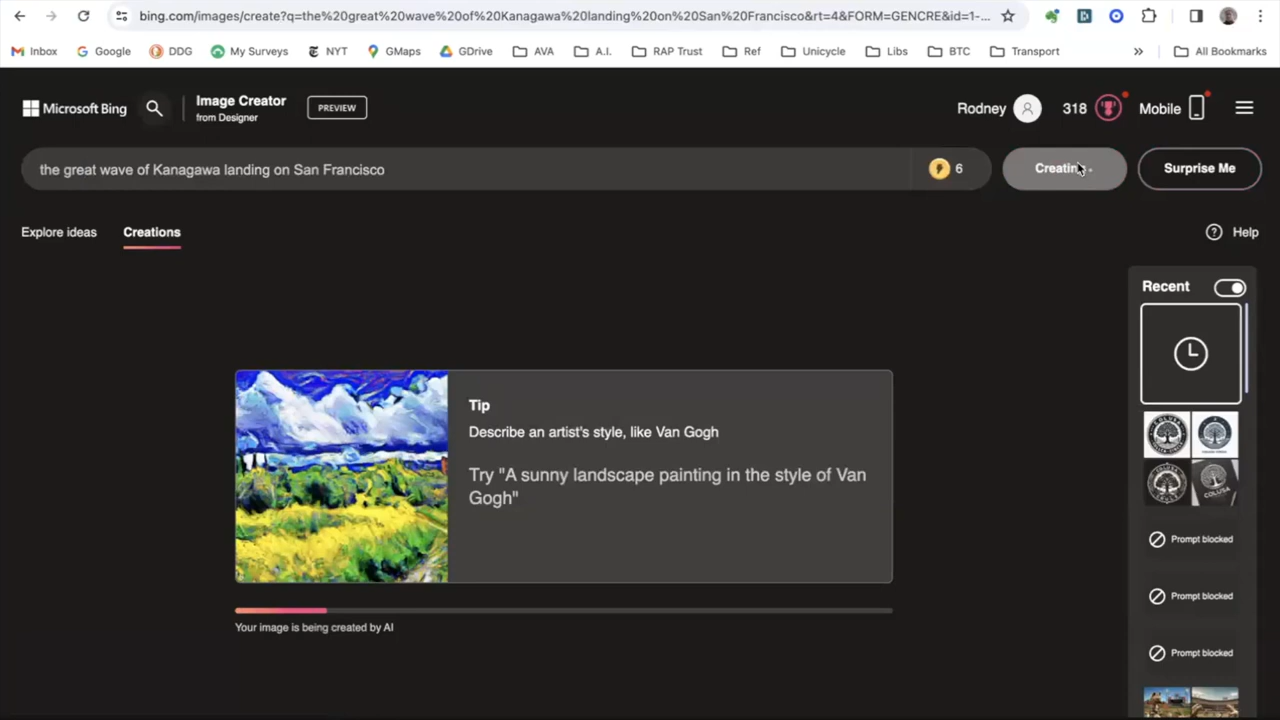 bing.com/images/create?q=the%20great%20wave%20of%20Kanagawa%20landing%20on%20San%20Francisco&rt=4&FORM=GENCRE&id=1-...
Inbox Google DDG My Surveys NYT GMaps GDrive AVA A.I. RAP Trust Ref Unicycle Libs BTC Transport » All Bookmarks
Microsoft Bing Image Creator PREVIEW Rodney 318 Mobile
from Designer
the great wave of Kanagawa landing on San Francisco 6 Creating.. Surprise Me
Explore ideas Creations ? Help
Recent
Tip
Describe an artist's style, like Van Gogh
Try "A sunny landscape painting in the style of Van
Gogh"
COLUSA
COLUSA
Prompt blocked
Prompt blocked
Your image is being created by AI
Prompt blocked